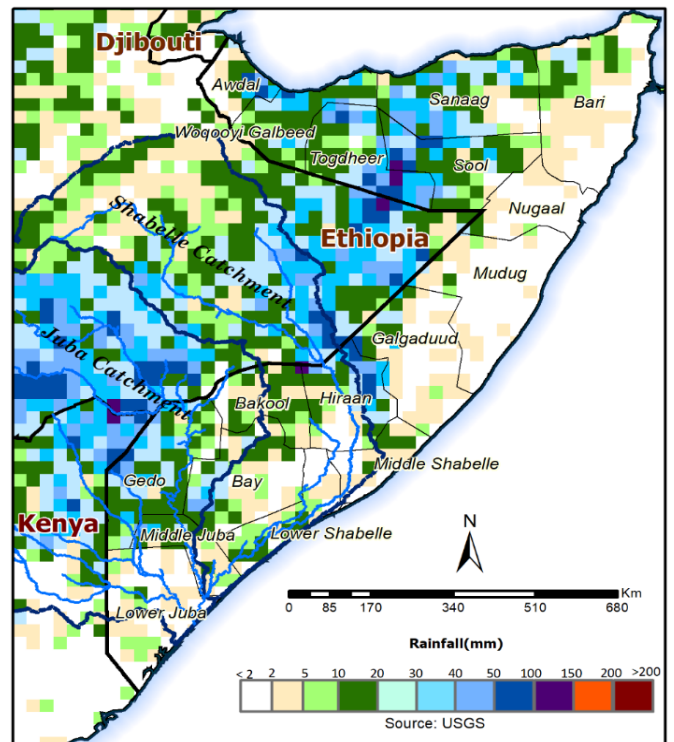 Djibouti
Awdal
Sanaag
Bari
Woqooyi Galbeed
Togdheer
Sool
Shabelle Catchment
Nugaal
Ethiopia
Mudug
Juba Catchment
Galgaduud
Bakool
Hiraan
Middle Shabelle
Gedo
Bay
Kenya
Middle Juba
Lower Shabelle
N
Lower Juba
Km
0 85 170 340 510 680
Rainfall(mm)
< 2 2 5 10 20 30 40 50 100 150 200 >200
Source: USGS